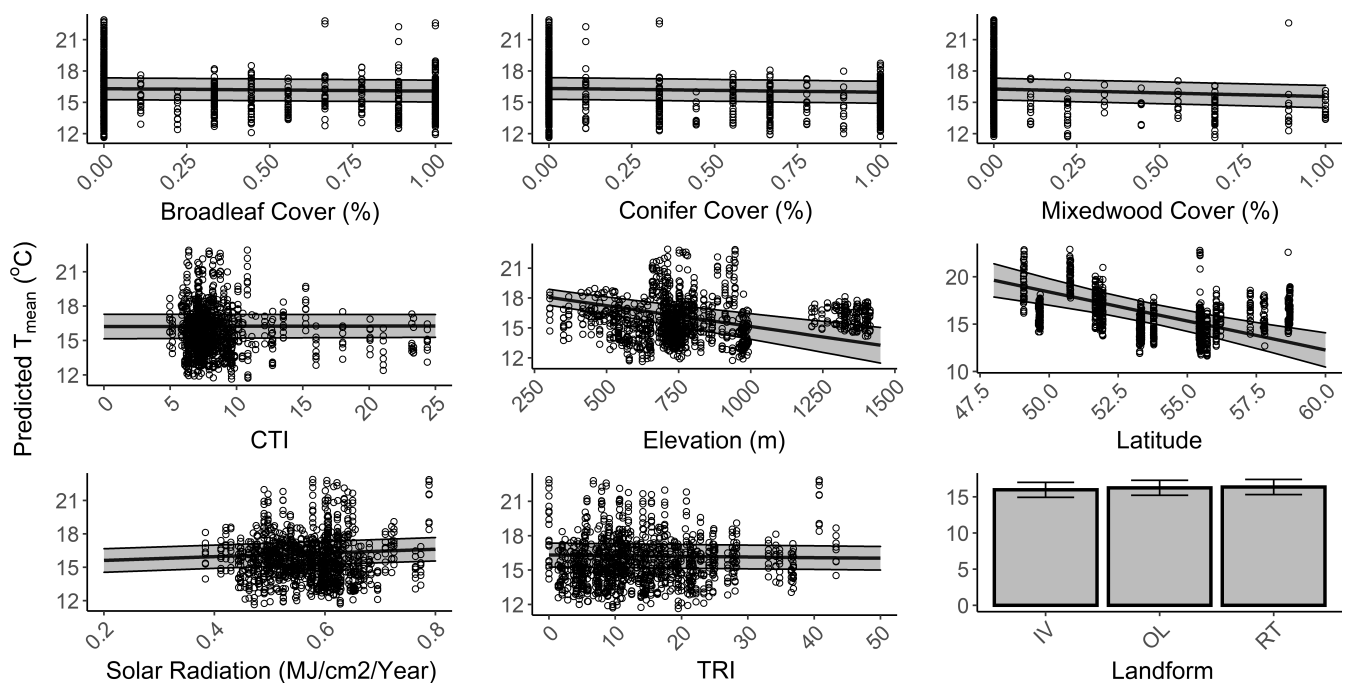 Predicted Tmean (oC)
21
18
15
12
0.00 0.25 0.50 0.75 1.00
Broadleaf Cover (%)
21
18
15
12
0.00 0.25 0.50 0.75 1.00
Conifer Cover (%)
21
18
15
12
0.00 0.25 0.50 0.75 1.00
Mixedwood Cover (%)
21
18
15
12
0 5 10 15 20 25
CTI
21
18
15
12
250 500 750 1000 1250 1500
Elevation (m)
20
15
10
47.5 50.0 52.5 55.0 57.5 60.0
Latitude
21
18
15
12
0.2 0.4 0.6 0.8
Solar Radiation (MJ/cm2/Year)
21
18
15
12
0 10 20 30 40 50
TRI
15
10
5
0
IV OL RT
Landform